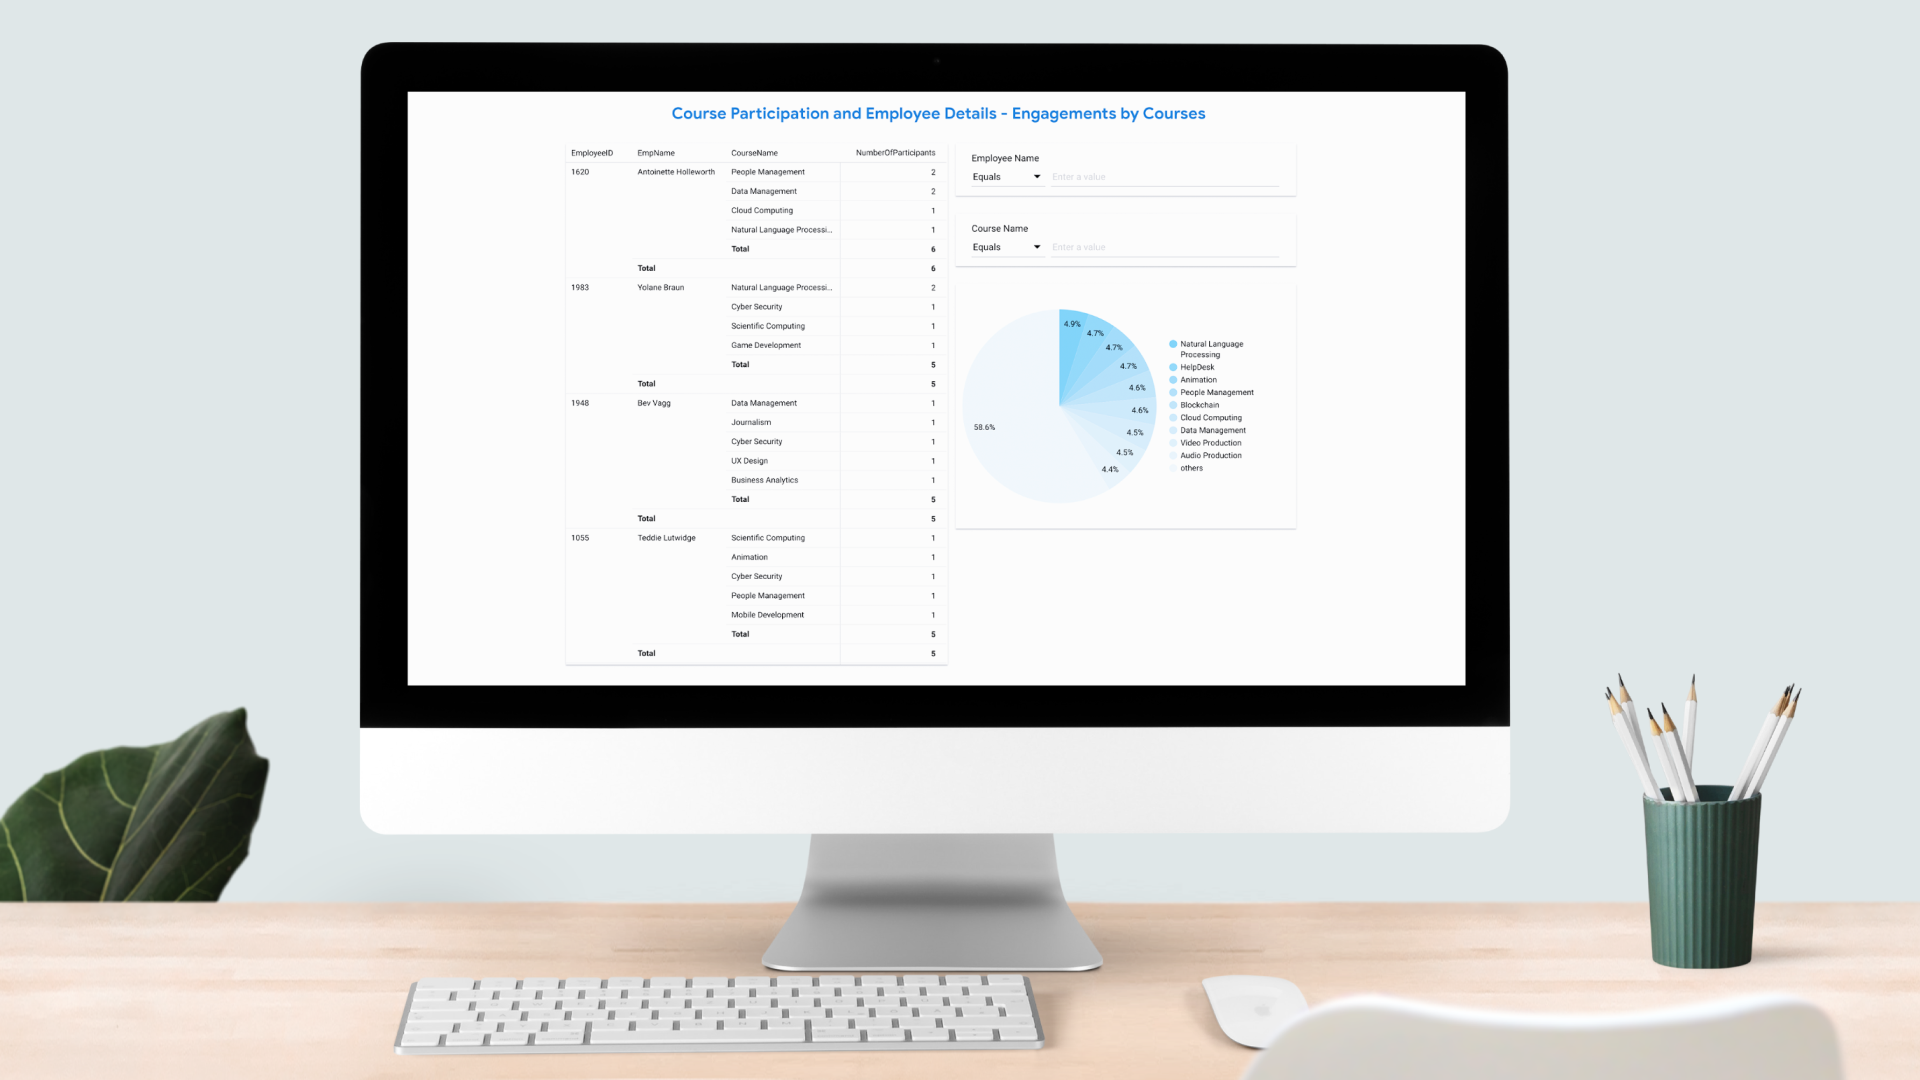 Course Participation and Employee Details - Engagements by Courses
EmployeeID EmpName CourseName NumberOfParticipants
1620 Antoinette Holleworth People Management 2
Data Management 2
Cloud Computing 1
Natural Language Processi... 1
Total 6
Total 6
1983 Yolane Braun Natural Language Processi... 2
Cyber Security 1
Scientific Computing 1
Game Development 1
Total 5
Total 5
1948 Bev Vagg Data Management 1
Journalism 1
Cyber Security 1
UX Design 1
Business Analytics 1
Total 5
Total 5
1055 Teddie Lutwidge Scientific Computing 1
Animation 1
Cyber Security 1
People Management 1
Mobile Development 1
Total 5
Total 5
Employee Name
Equals Enter a value
Course Name
Equals Enter a value
4.9%
4.7%
4.7%
4.7%
4.6%
4.6%
4.5%
4.5%
4.4%
58.6%
Natural Language
Processing
HelpDesk
Animation
People Management
Blockchain
Cloud Computing
Data Management
Video Production
Audio Production
others